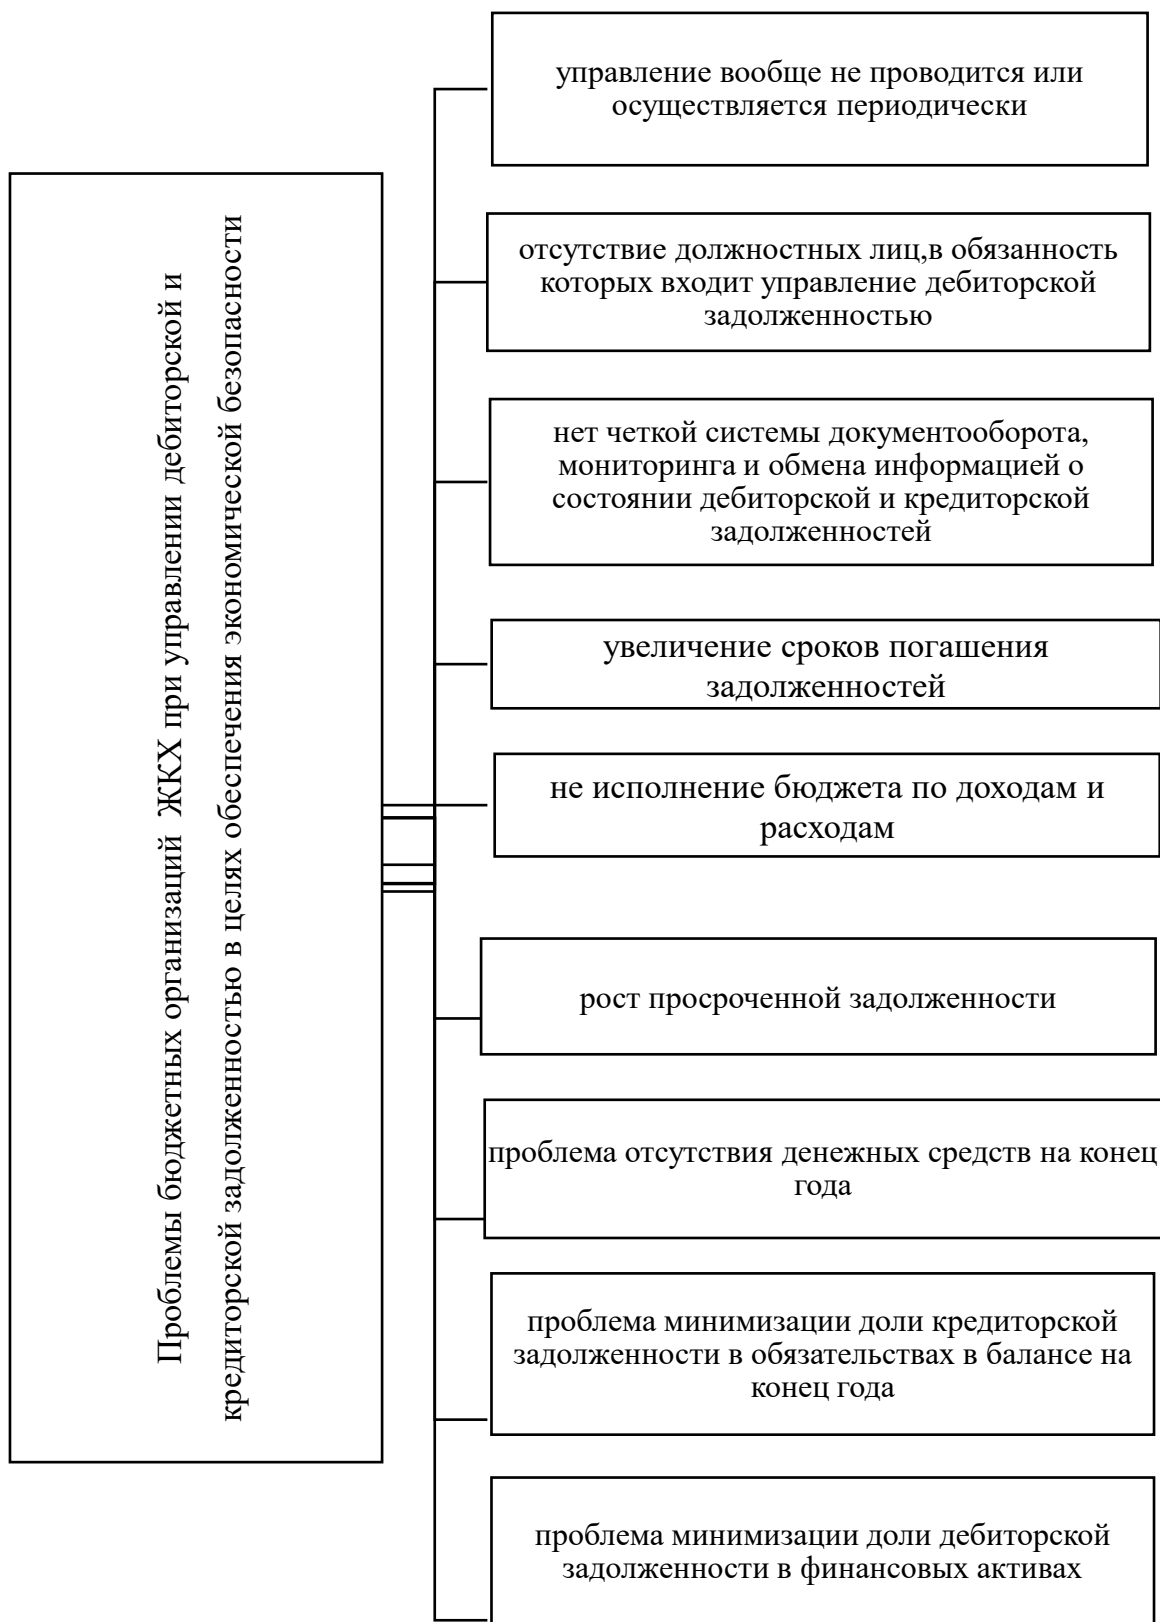 Проблемы бюджетных организаций ЖКХ при управлении дебиторской и
кредиторской задолженностью в целях обеспечения экономической безопасности
управление вообще не проводится или
осуществляется периодически
отсутствие должностных лиц,в обязанность
которых входит управление дебиторской
задолженностью
нет четкой системы документооборота,
мониторинга и обмена информацией о
состоянии дебиторской и кредиторской
задолженностей
увеличение сроков погашения
задолженностей
не исполнение бюджета по доходам и
расходам
рост просроченной задолженности
проблема отсутствия денежных средств на конец
года
проблема минимизации доли кредиторской
задолженности в обязательствах в балансе на
конец года
проблема минимизации доли дебиторской
задолженности в финансовых активах